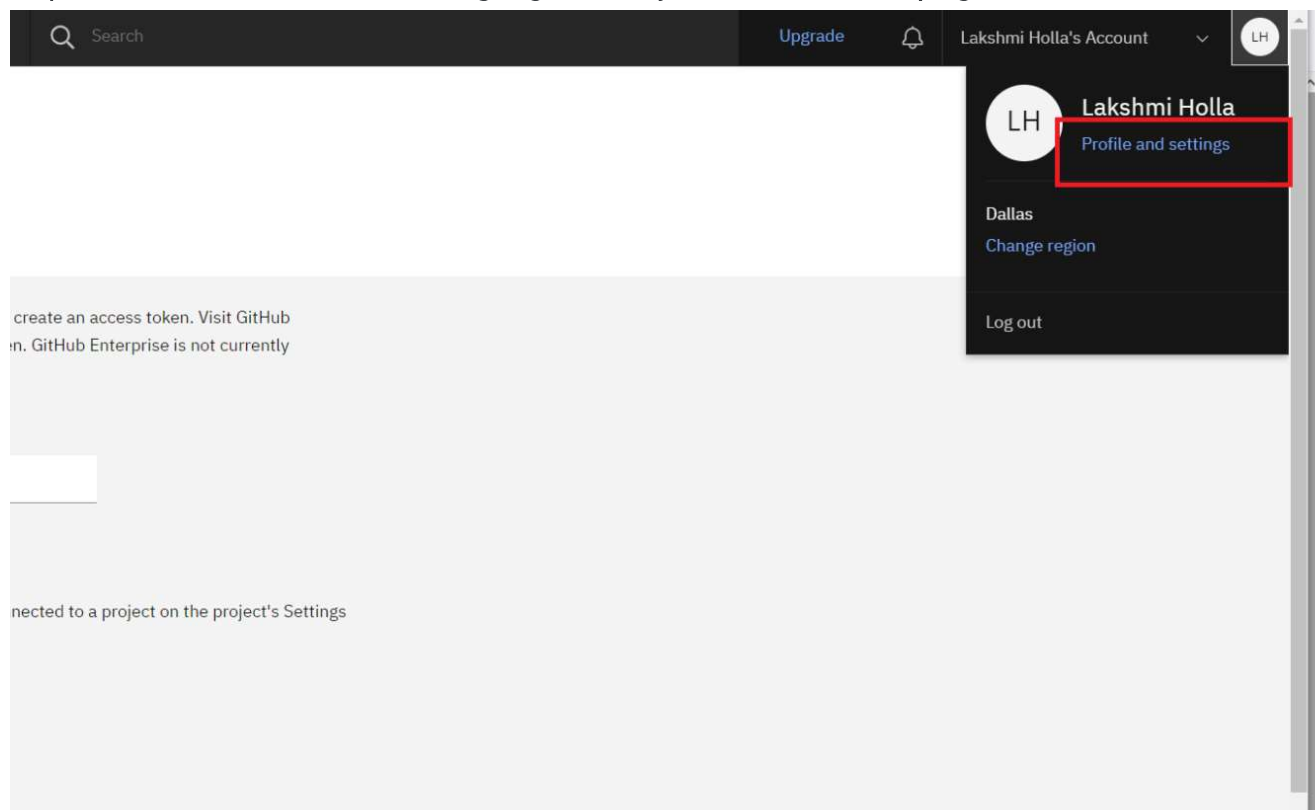 Search
Upgrade
Lakshmi Holla's Account
LH
LH
Lakshmi Holla
Profile and settings
Dallas
Change region
Log out
create an access token. Visit GitHub
n. GitHub Enterprise is not currently
nected to a project on the project's Settings